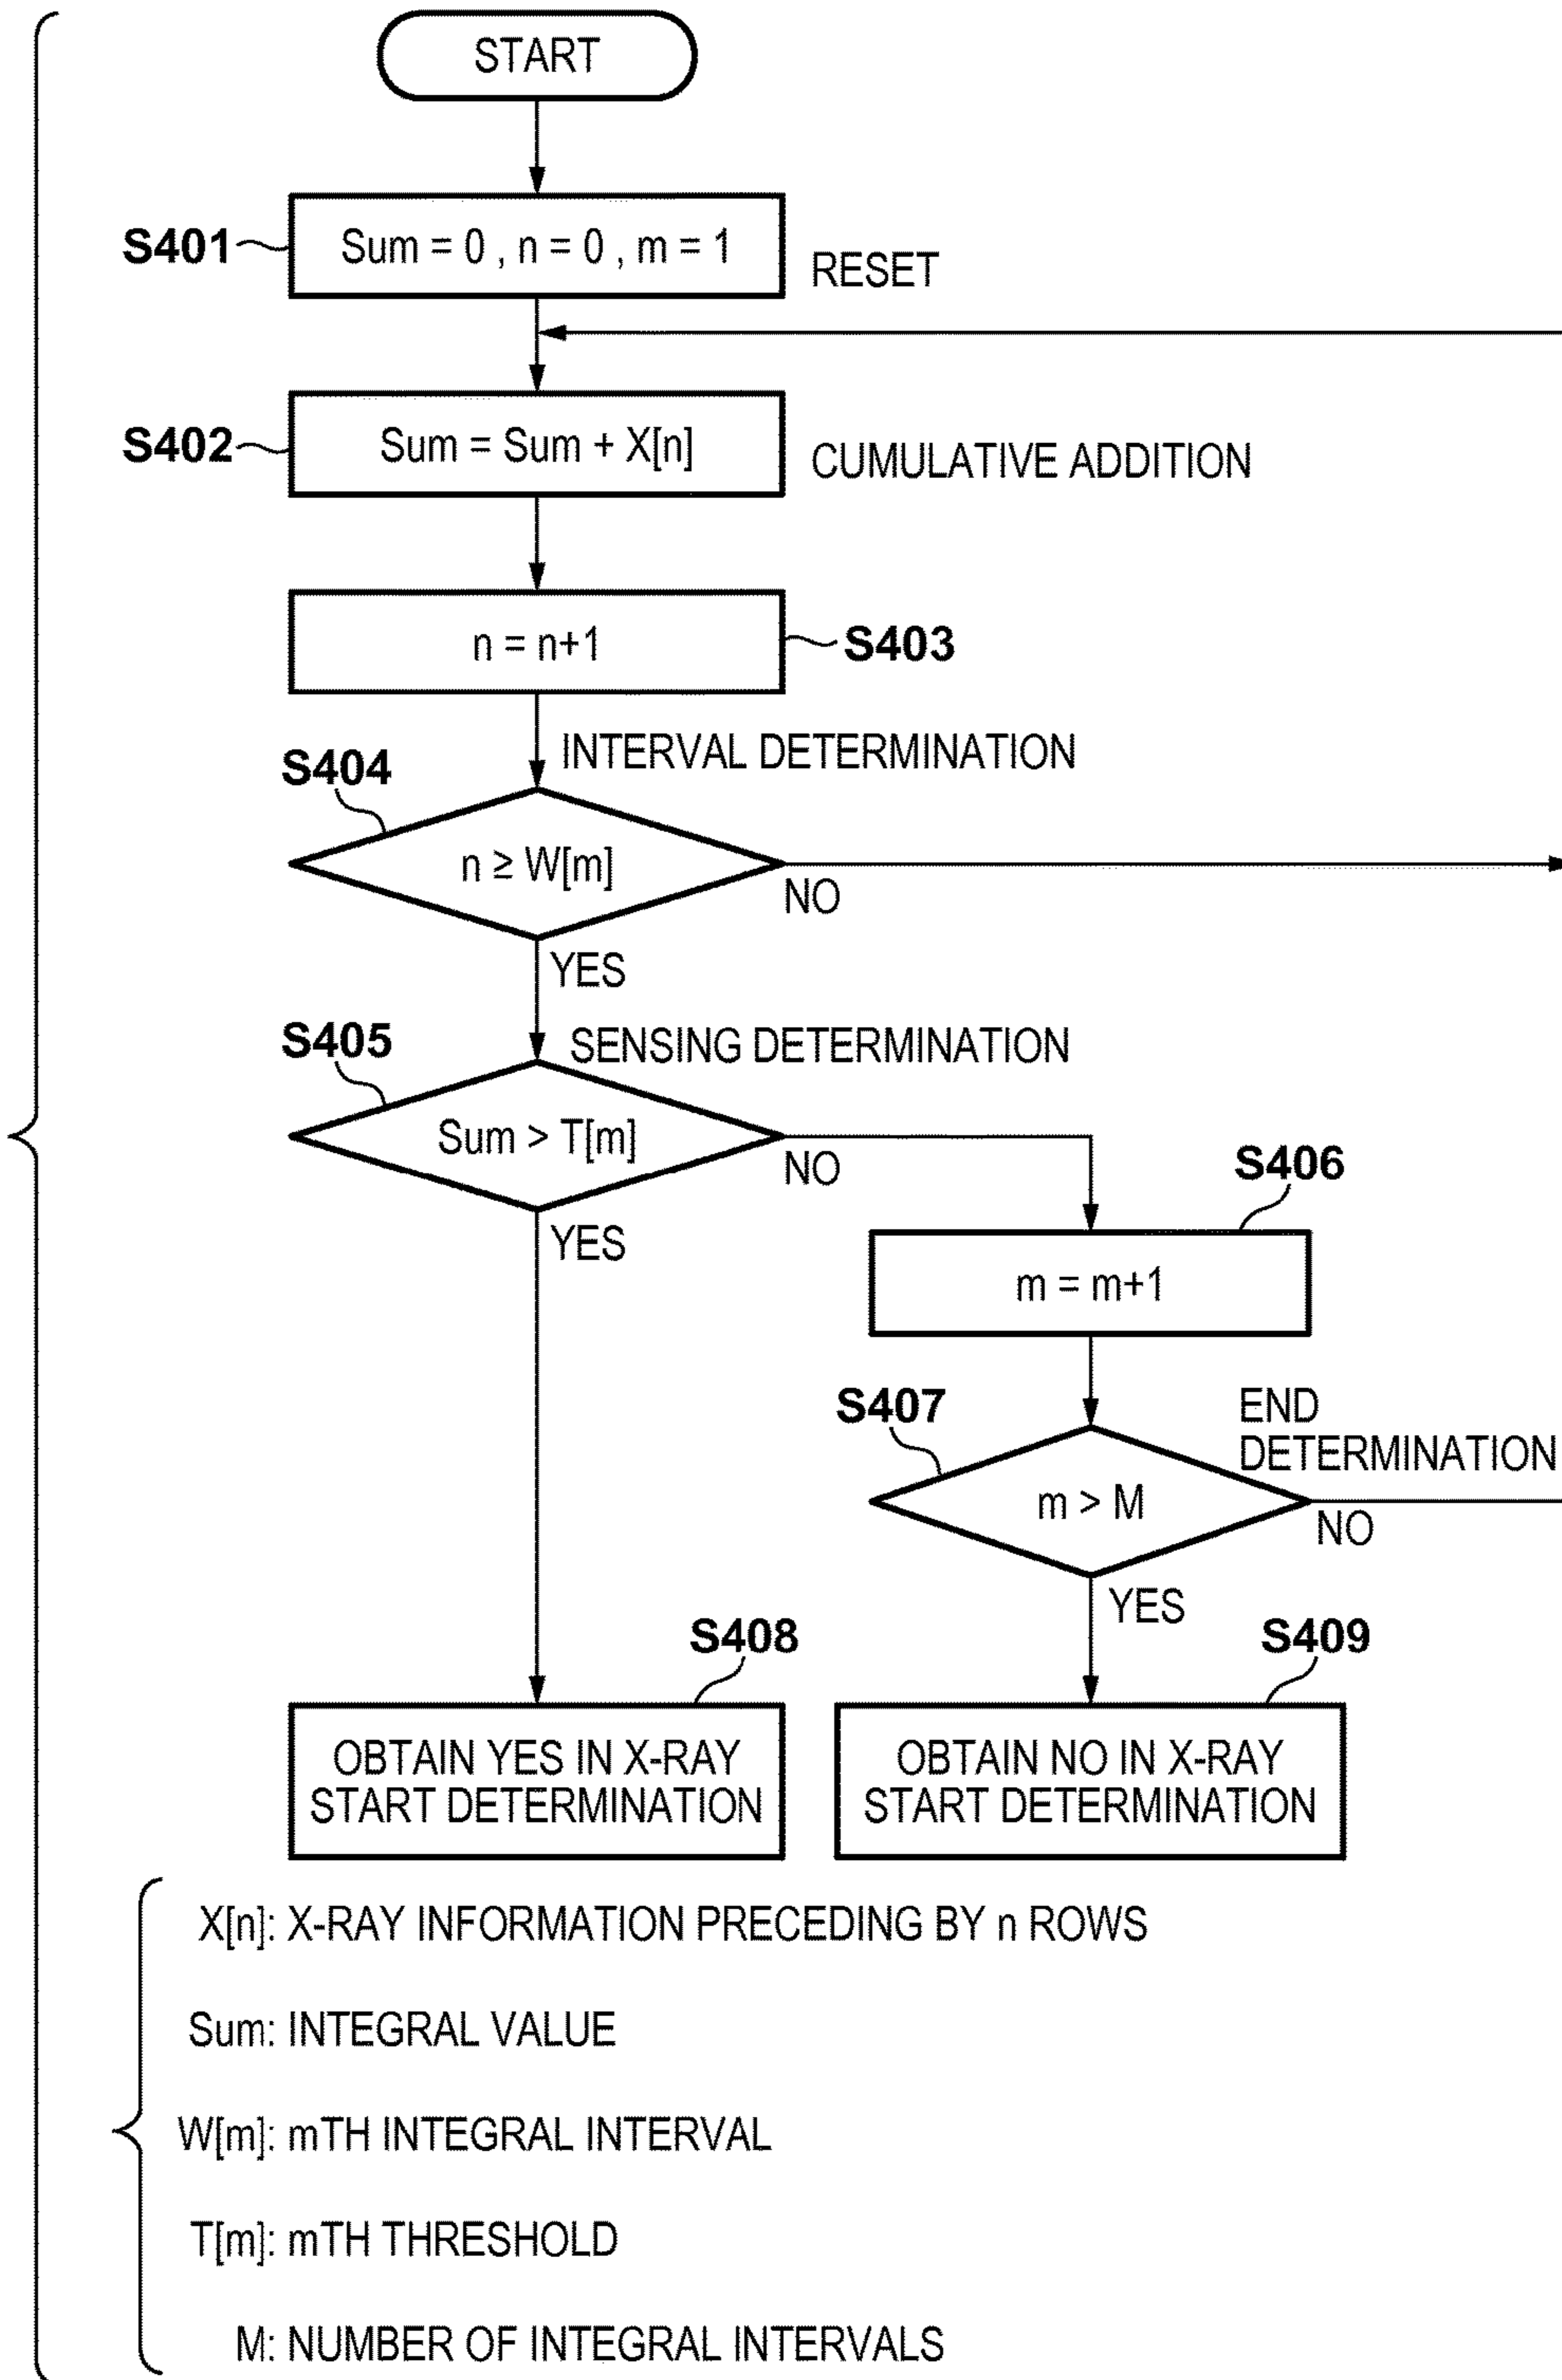 START
S401
Sum = 0 , n = 0 , m = 1
RESET
S402
Sum = Sum + X[n]
CUMULATIVE ADDITION
n = n+1
S403
INTERVAL DETERMINATION
S404
n ≥ W[m]
NO
YES
S405
SENSING DETERMINATION
Sum > T[m]
NO
YES
S406
m = m+1
S407
END
DETERMINATION
m > M
NO
YES
S408
S409
OBTAIN YES IN X-RAY
START DETERMINATION
OBTAIN NO IN X-RAY
START DETERMINATION
X[n]: X-RAY INFORMATION PRECEDING BY n ROWS
Sum: INTEGRAL VALUE
W[m]: mTH INTEGRAL INTERVAL
T[m]: mTH THRESHOLD
M: NUMBER OF INTEGRAL INTERVALS